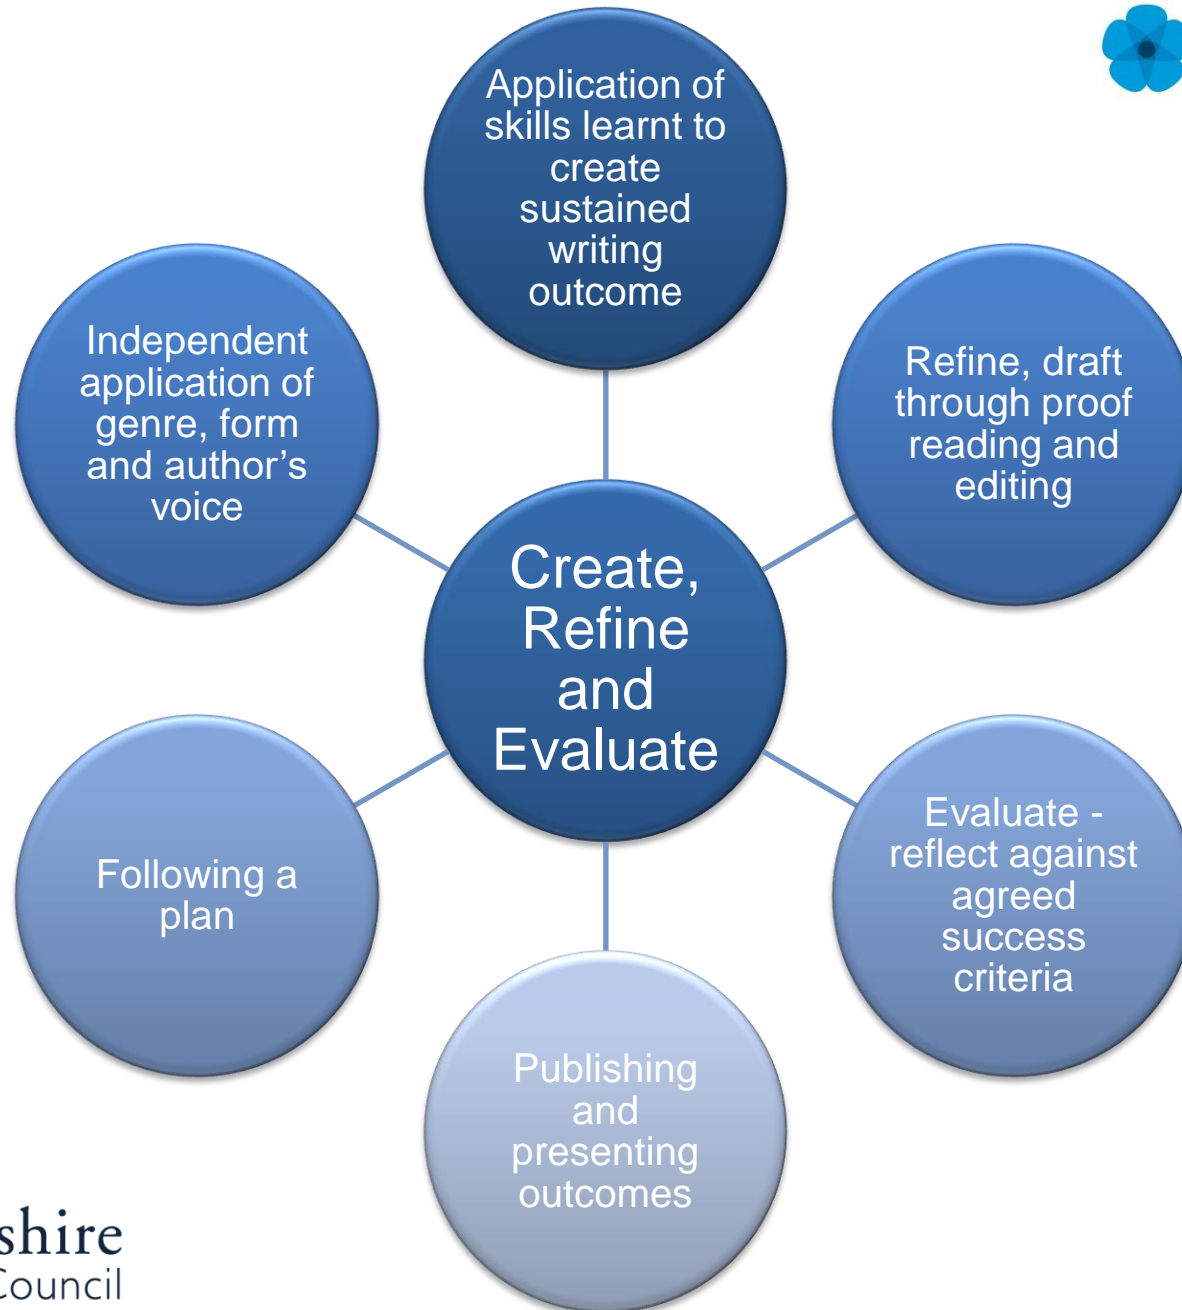 Application of
skills learnt to
create
sustained
writing
outcome
Refine, draft
through proof
reading and
editing
Evaluate -
reflect against
agreed
success
criteria
Publishing
and
presenting
outcomes
Following a
plan
Independent
application of
genre, form
and author’s
voice
Create,
Refine
and
Evaluate
shire
Council